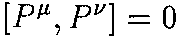 [P^μ, P^ν] = 0